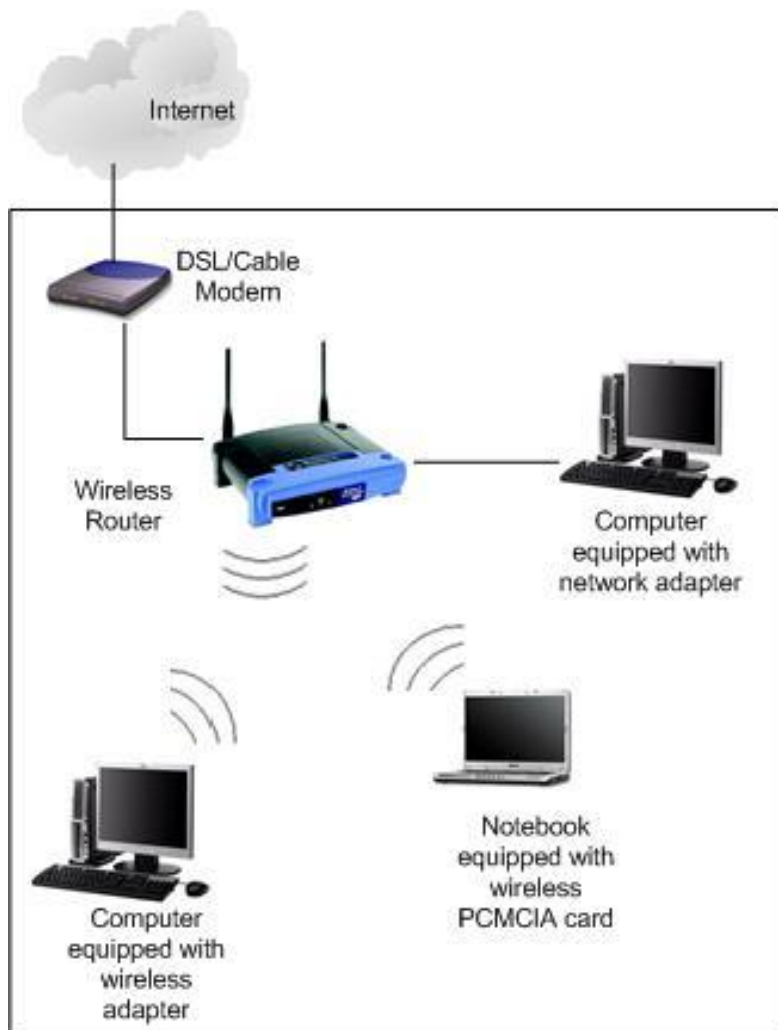 Internet
DSL/Cable
Modem
Wireless
Router
Computer
equipped with
network adapter
Notebook
equipped with
wireless
PCMCIA card
Computer
equipped with
wireless
adapter